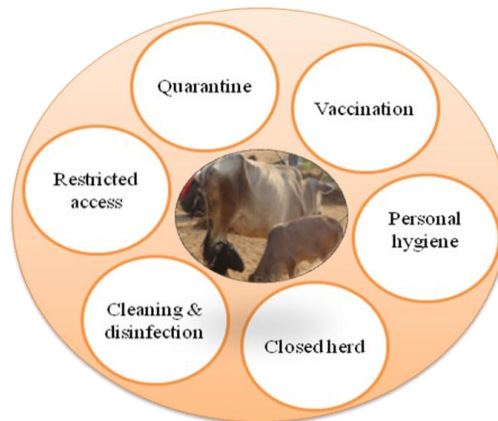 Quarantine
Vaccination
Restricted
access
Personal
hygiene
Cleaning &
disinfection
Closed herd